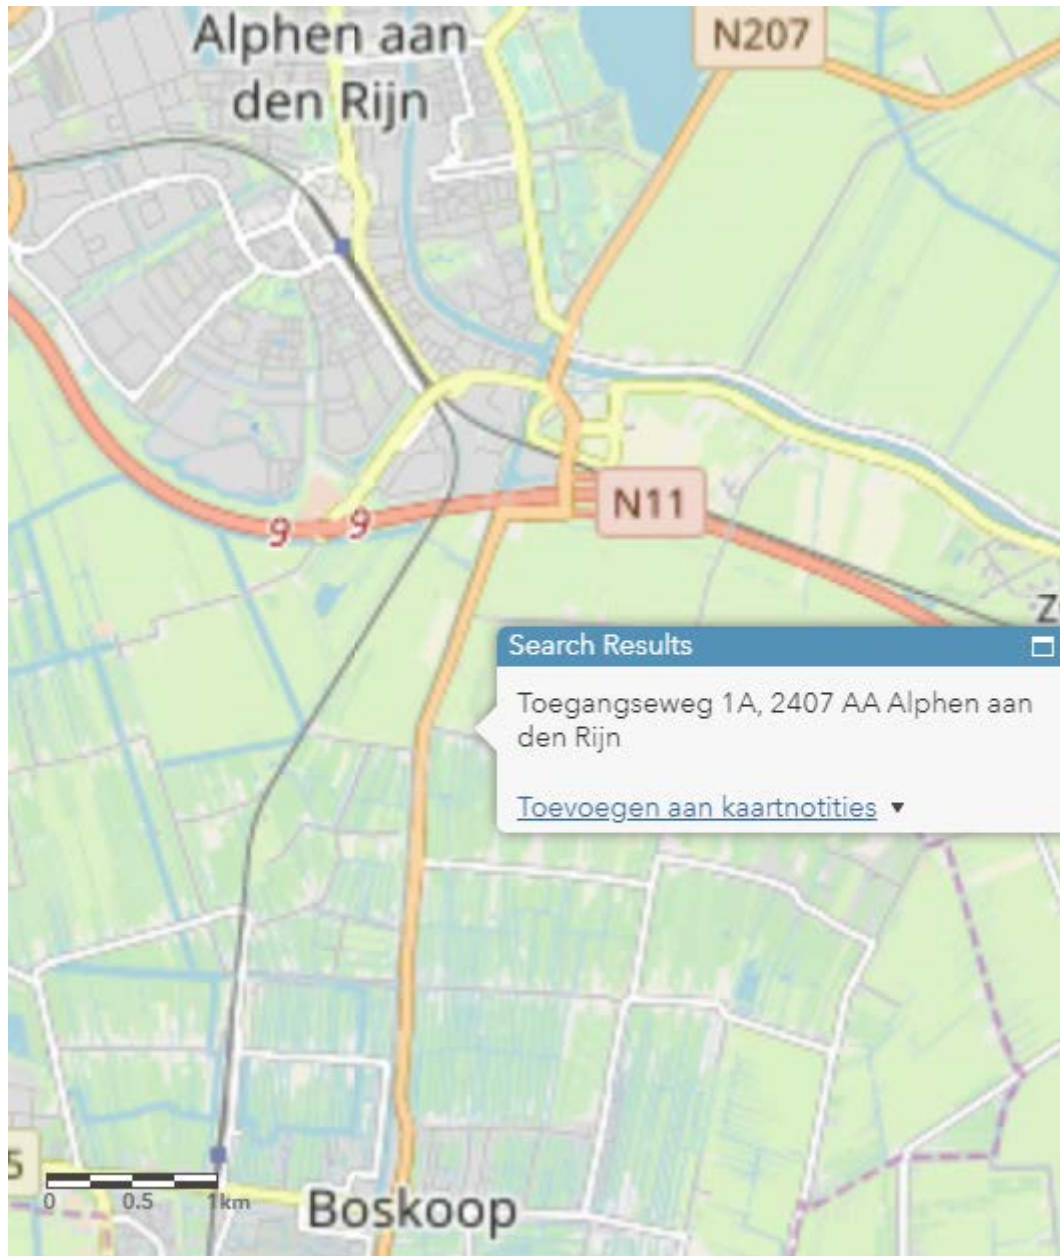 Alphen aan
den Rijn
N207
9
9
N11
Z
Search Results
Toegangseweg 1A, 2407 AA Alphen aan
den Rijn
Toevoegen aan kaartnotities
5
0 0.5 1km
Boskoop